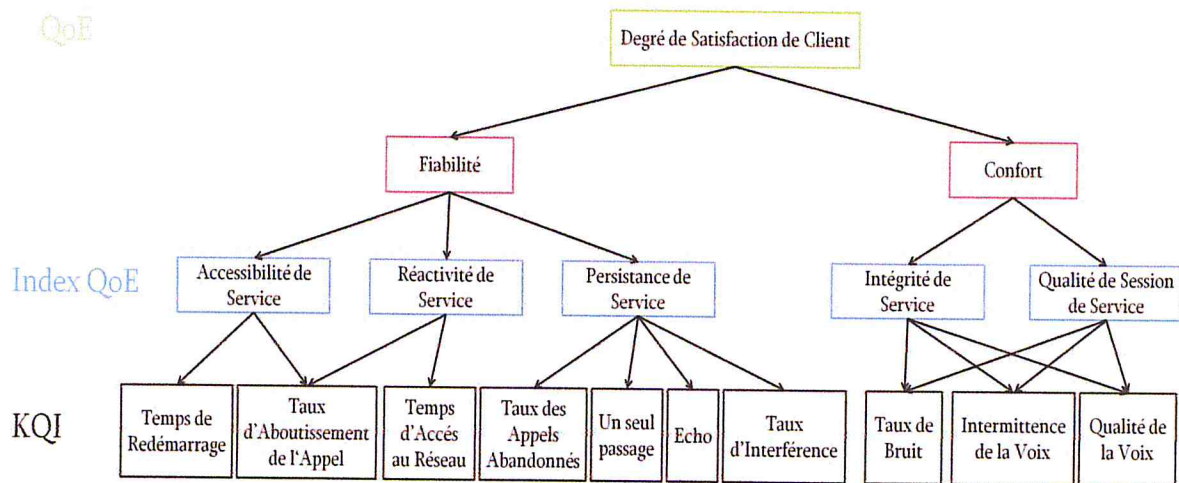 QoE
Degré de Satisfaction de Client
Fiabilité
Confort
Index QoE
Accessibilité de
Service
Réactivité de
Service
Persistance de
Service
Intégrité de
Service
Qualité de Session
de Service
KQI
Temps de
Redémarrage
Taux
d'Aboutissement
de l'Appel
Temps
d'Accés
au Réseau
Taux des
Appels
Abandonnés
Un seul
passage
Echo
Taux
d'Interférence
Taux de
Bruit
Intermittence
de la Voix
Qualité de
la Voix